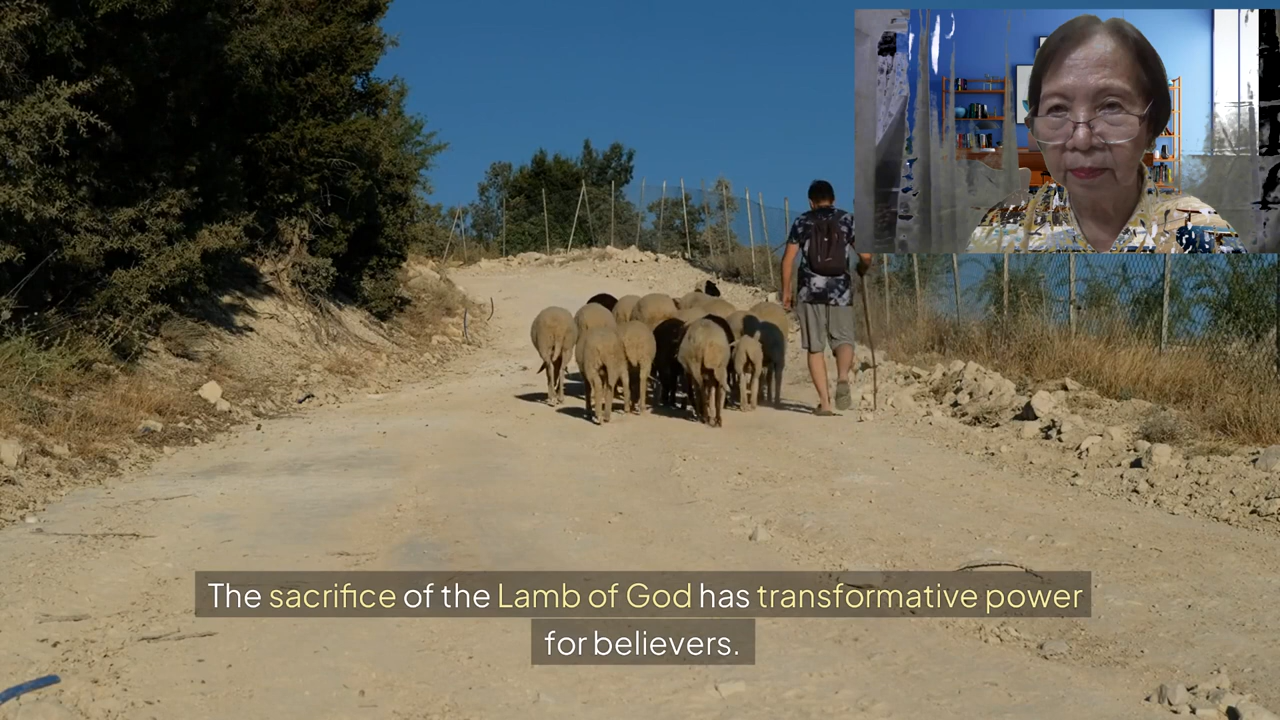 The sacrifice of the Lamb of God has transformative power
for believers.